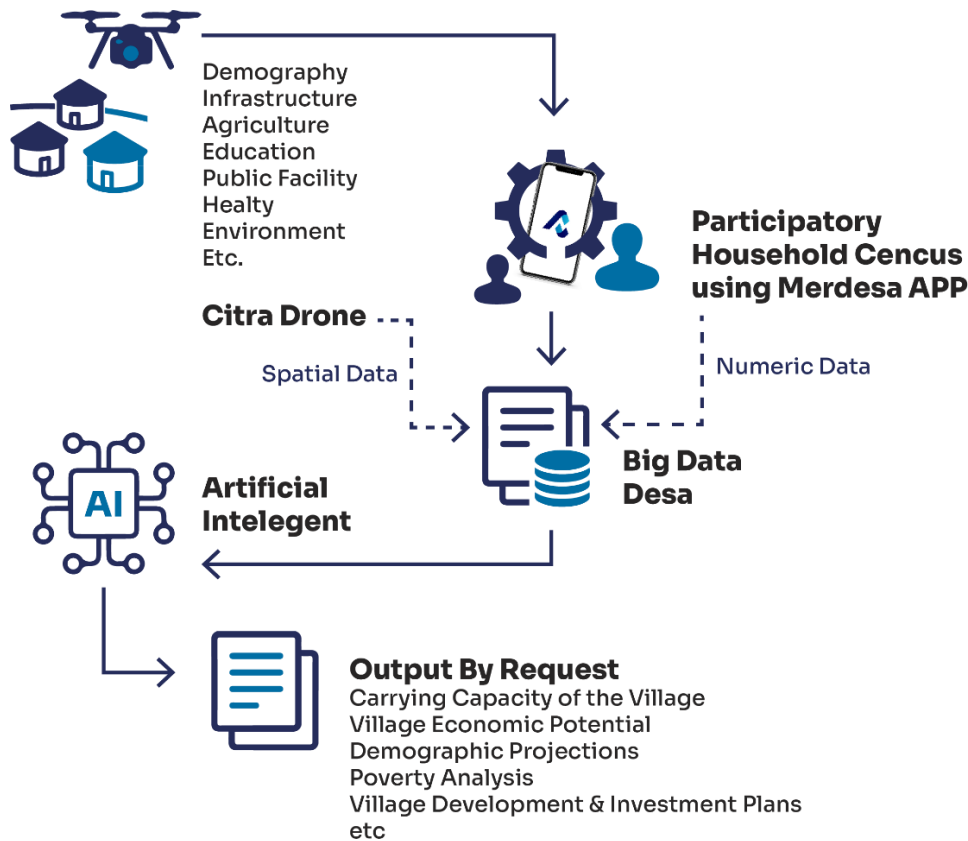 Demography
Infrastructure
Agriculture
Education
Public Facility
Healty
Environment
Etc.
Citra Drone
Spatial Data
Participatory
Household Cencus
using Merdesa APP
Numeric Data
Big Data
Desa
AI
Artificial
Intelegent
Output By Request
Carrying Capacity of the Village
Village Economic Potential
Demographic Projections
Poverty Analysis
Village Development & Investment Plans
etc